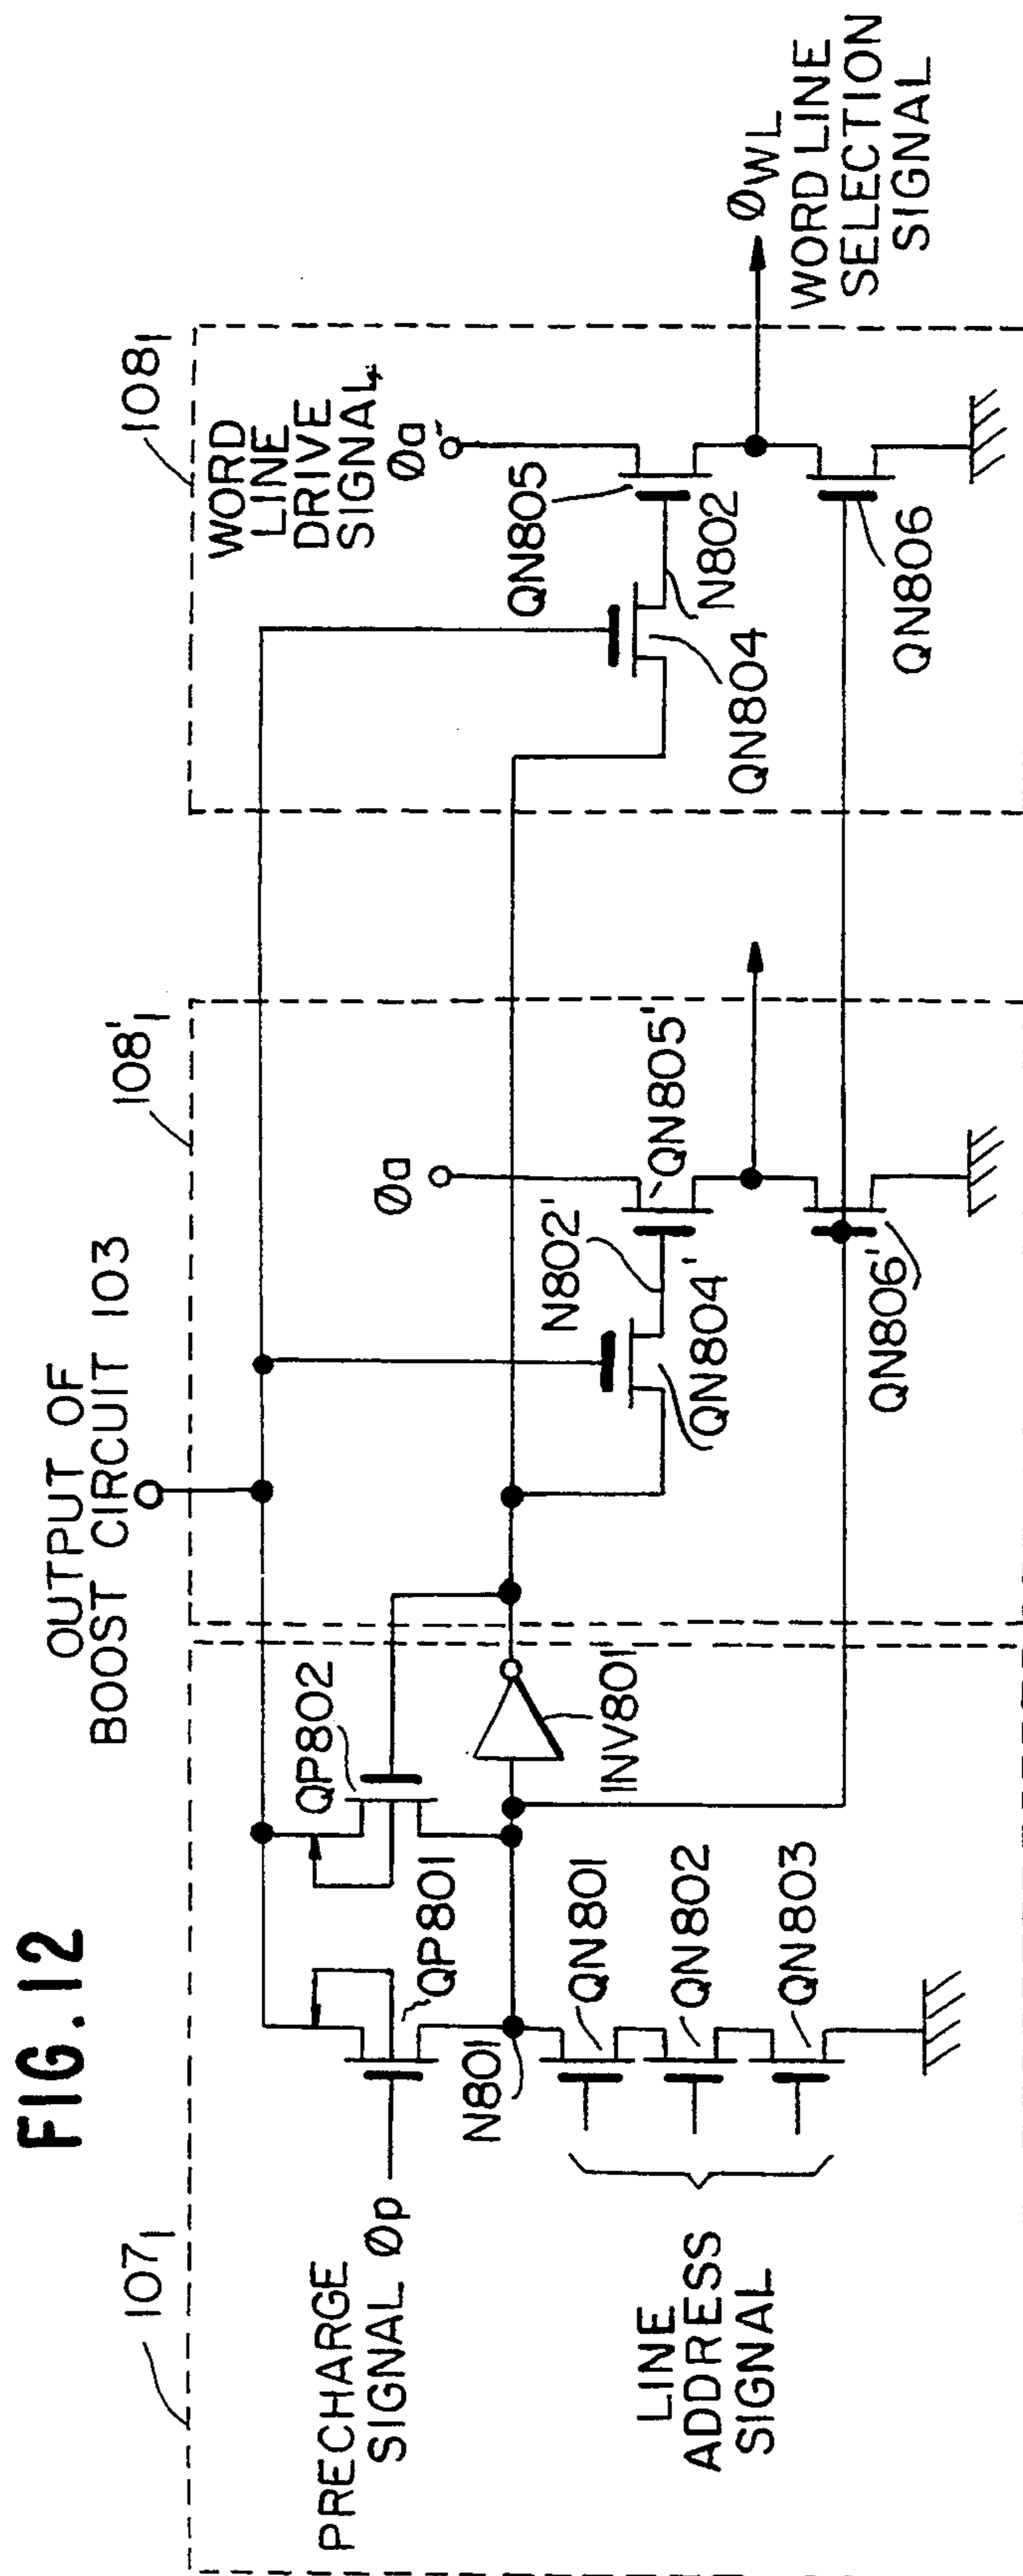 FIG. 12
OUTPUT OF
BOOST CIRCUIT 103
107₁
108'₁
108₁
PRECHARGE
SIGNAL Øp
QP801
QP802
N801
INV801
QN801
QN802
QN803
LINE
ADDRESS
SIGNAL
Øa
N802'
QN804'
QN805'
QN806'
WORD
LINE
DRIVE
SIGNAL
Øa
QN805
N802
QN804
QN806
ØWL
WORD LINE
SELECTION
SIGNAL